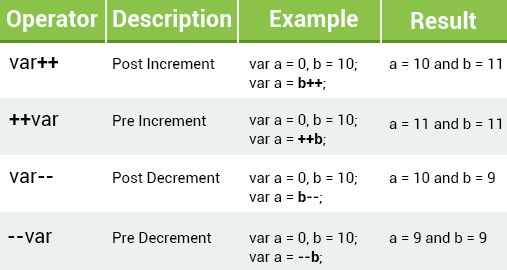 Operator Description Example Result
var++ Post Increment var a = 0, b = 10; a = 10 and b = 11
var a = b++;
++var Pre Increment var a = 0, b = 10; a = 11 and b = 11
var a = ++b;
var-- Post Decrement var a = 0, b = 10; a = 10 and b = 9
var a = b--;
--var Pre Decrement var a = 0, b = 10; a = 9 and b = 9
var a = --b;